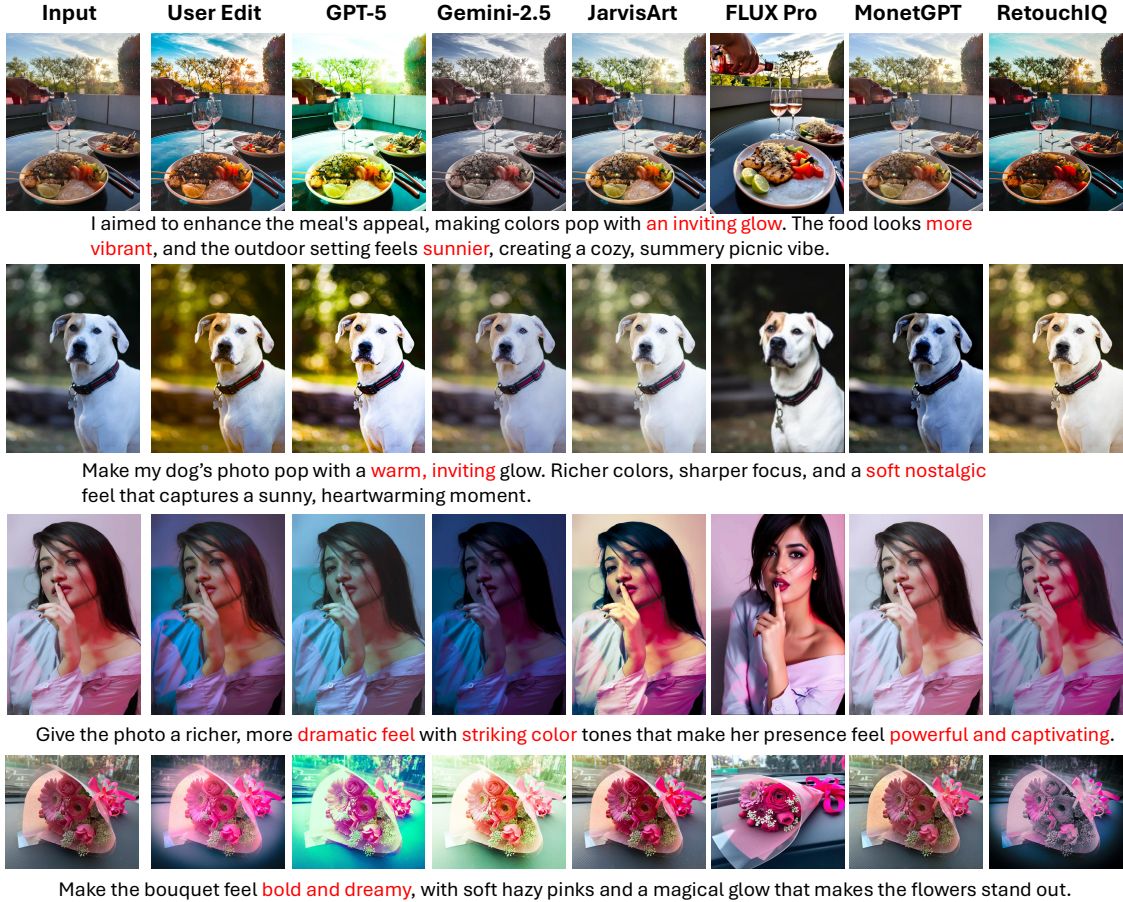 Input User Edit GPT-5 Gemini-2.5 JarvisArt FLUX Pro MonetGPT RetouchIQ
I aimed to enhance the meal's appeal, making colors pop with an inviting glow. The food looks more
vibrant, and the outdoor setting feels sunnier, creating a cozy, summery picnic vibe.
Make my dog’s photo pop with a warm, inviting glow. Richer colors, sharper focus, and a soft nostalgic
feel that captures a sunny, heartwarming moment.
Give the photo a richer, more dramatic feel with striking color tones that make her presence feel powerful and captivating.
Make the bouquet feel bold and dreamy, with soft hazy pinks and a magical glow that makes the flowers stand out.